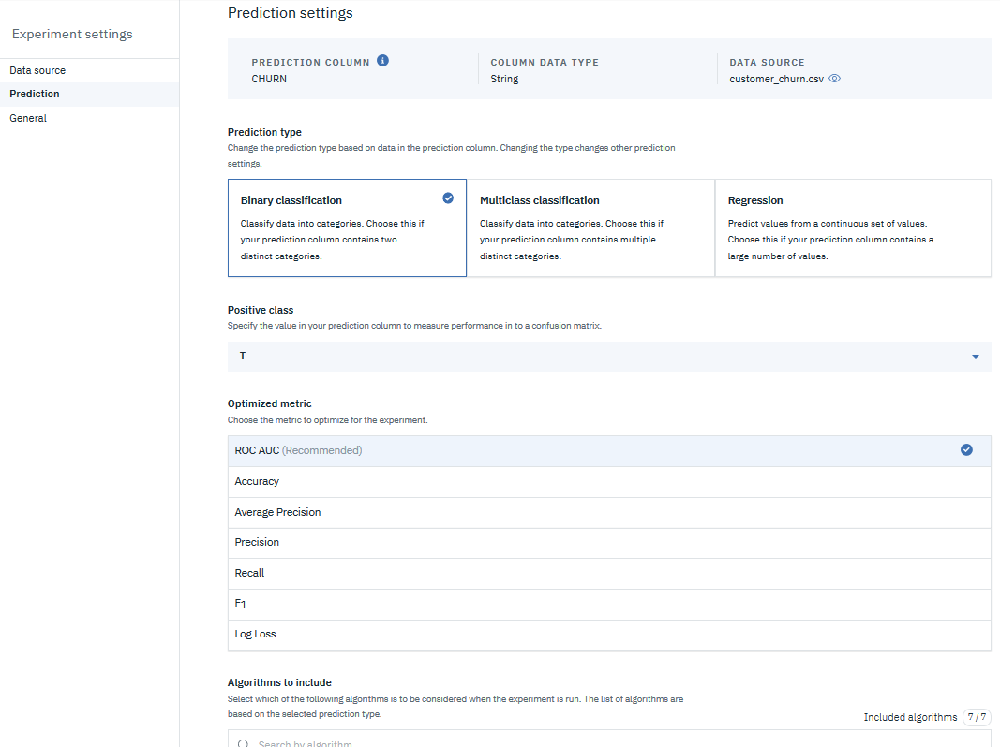 Prediction settings
Experiment settings
Data source
Prediction
General
PREDICTION COLUMN
CHURN
COLUMN DATA TYPE
String
DATA SOURCE
customer_churn.csv
Prediction type
Change the prediction type based on data in the prediction column. Changing the type changes other prediction
settings.
Binary classification
Classify data into categories. Choose this if
your prediction column contains two
distinct categories.
Multiclass classification
Classify data into categories. Choose this if
your prediction column contains multiple
distinct categories.
Regression
Predict values from a continuous set of values.
Choose this if your prediction column contains a
large number of values.
Positive class
Specify the value in your prediction column to measure performance in to a confusion matrix.
T
Optimized metric
Choose the metric to optimize for the experiment.
ROC AUC (Recommended)
Accuracy
Average Precision
Precision
Recall
F1
Log Loss
Algorithms to include
Select which of the following algorithms is to be considered when the experiment is run. The list of algorithms are
based on the selected prediction type.
Included algorithms 7/7
Search by algorithm